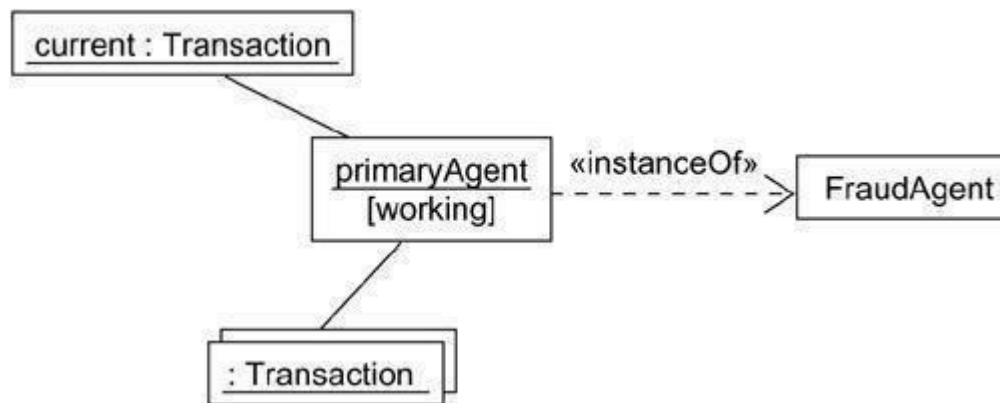 current : Transaction
primaryAgent
[working]
«instanceOf»
FraudAgent
: Transaction